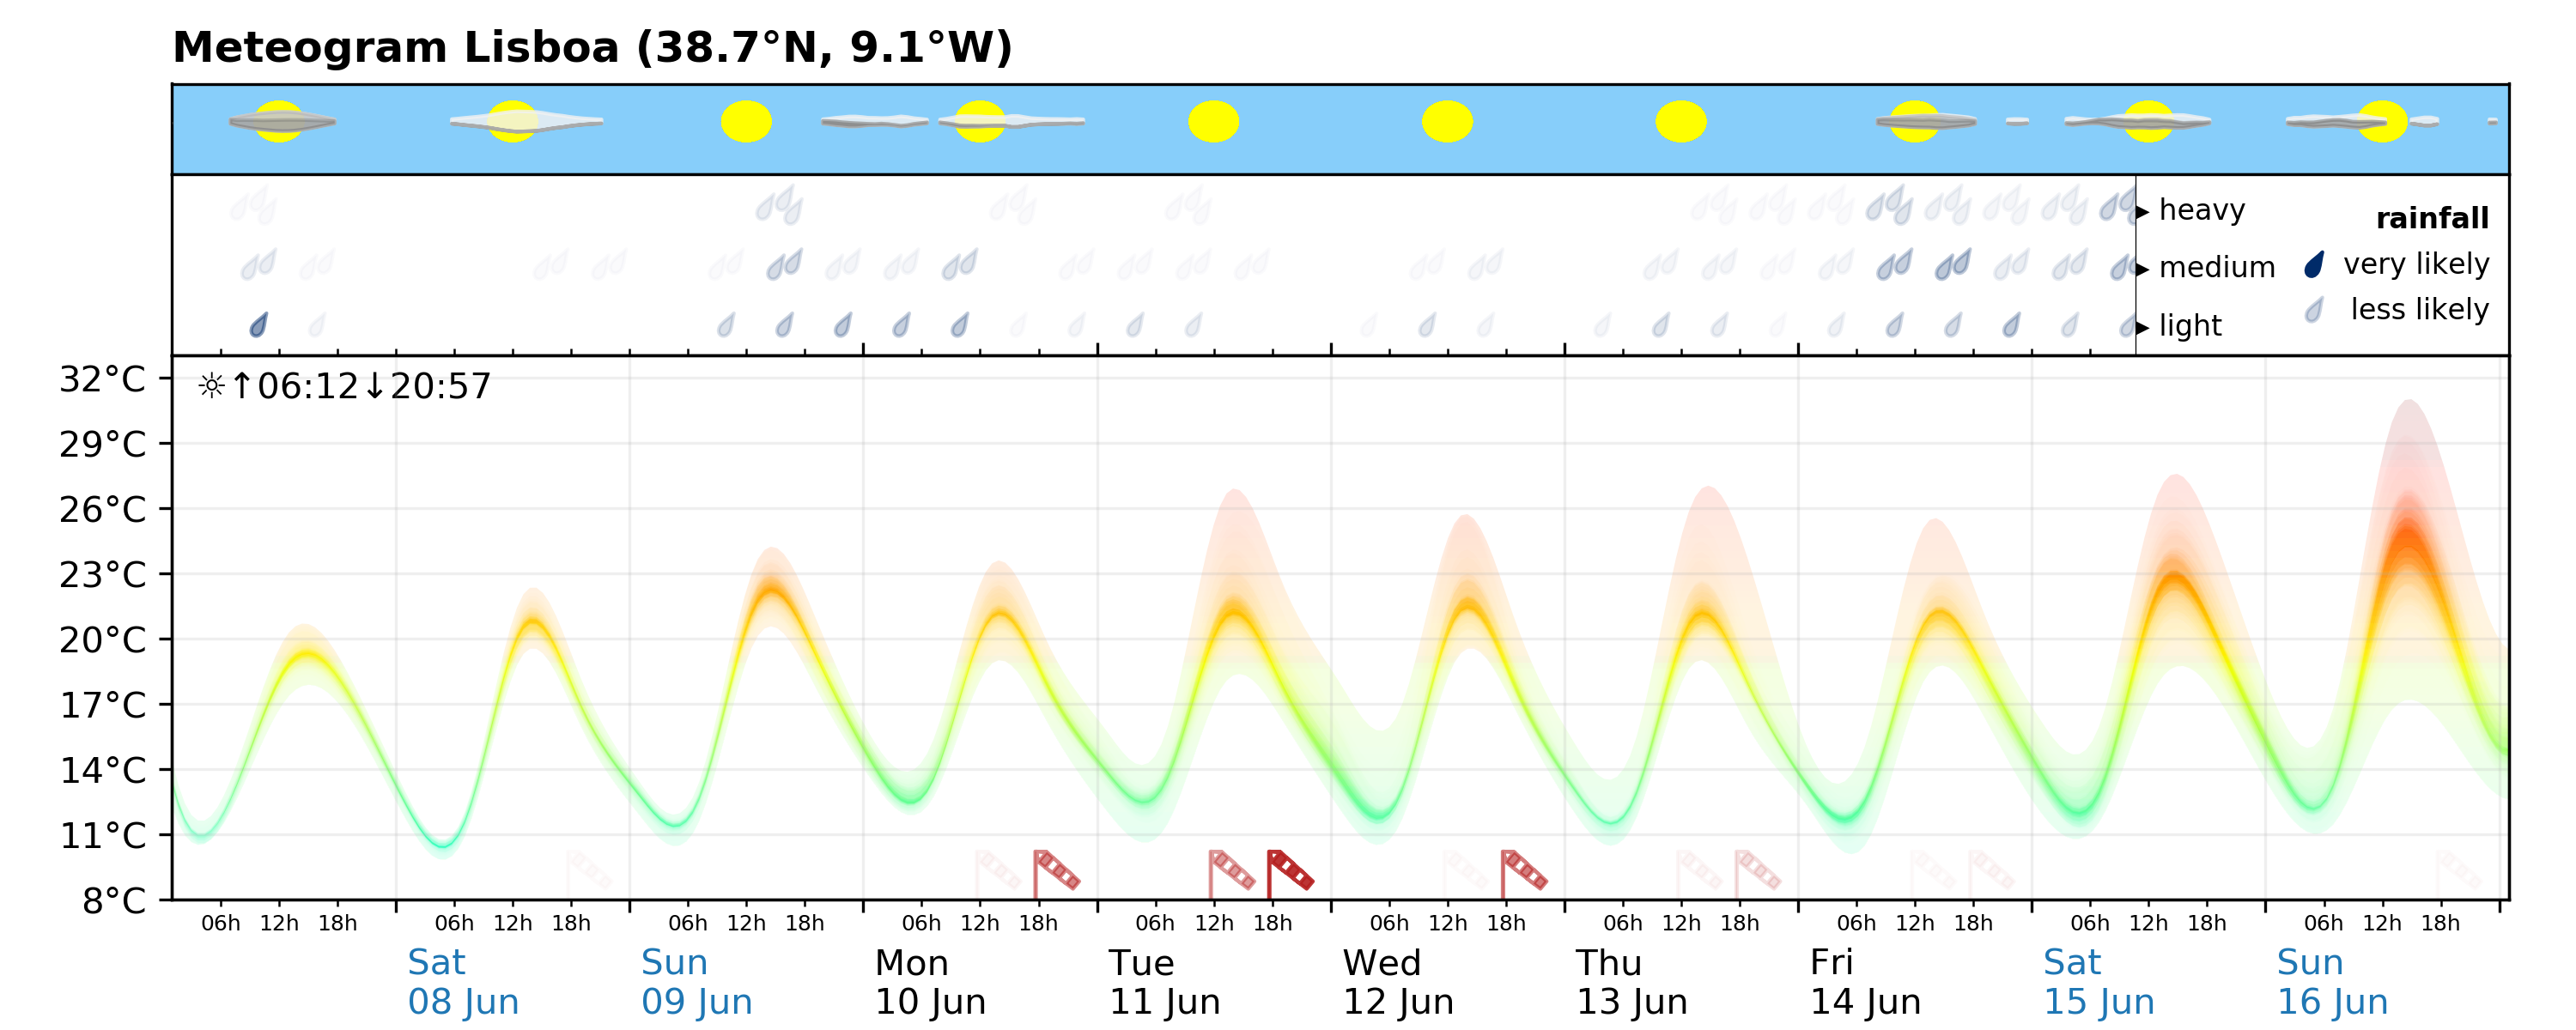 Meteogram Lisboa (38.7°N, 9.1°W)
▸ heavy
rainfall
▸ medium
very likely
less likely
▸ light
☼↑06:12↓20:57
32°C
29°C
26°C
23°C
20°C
17°C
14°C
11°C
8°C
06h 12h 18h 06h 12h 18h 06h 12h 18h 06h 12h 18h 06h 12h 18h 06h 12h 18h 06h 12h 18h 06h 12h 18h 06h 12h 18h 06h 12h 18h
Sat Sun Mon Tue Wed Thu Fri Sat Sun
08 Jun 09 Jun 10 Jun 11 Jun 12 Jun 13 Jun 14 Jun 15 Jun 16 Jun